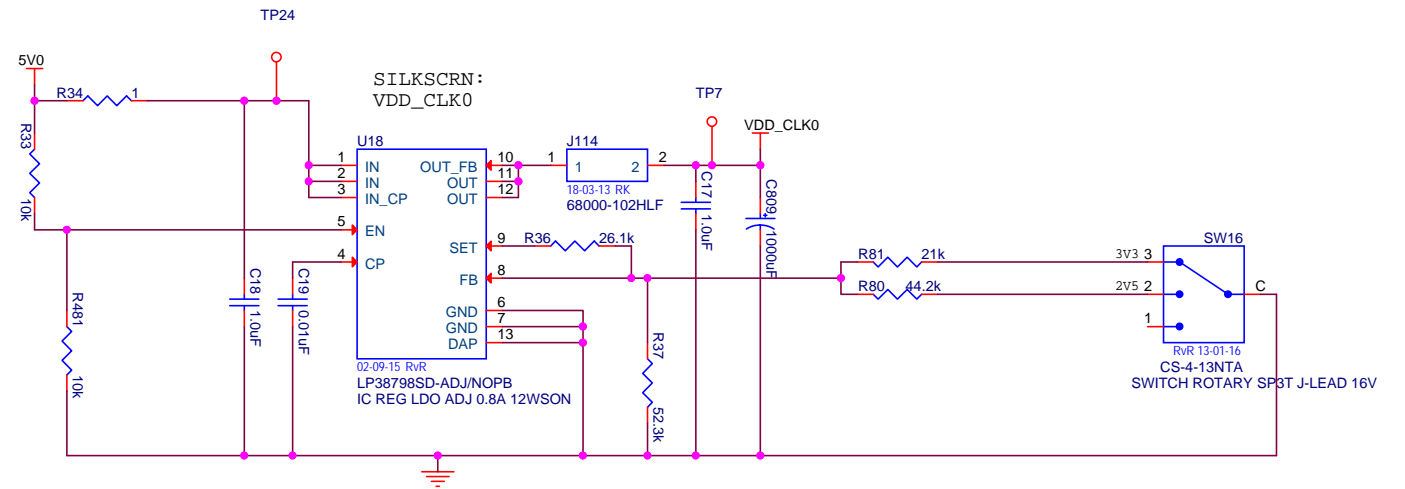 TP24
5V0
R34 1
SILKSCRN:
VDD_CLK0
TP7
VDD_CLK0
R33
10k
U18
1 IN
2 IN
3 IN_CP
5 EN
4 CP
OUT_FB 10
OUT 11
OUT 12
SET 9
FB 8
GND 6
GND 7
DAP 13
02-09-15 RvR
LP38798SD-ADJ/NOPB
IC REG LDO ADJ 0.8A 12WSON
J114
1 1 2 2
18-03-13 RK
68000-102HLF
C17
1.0uF
C809
1000uF
R36 26.1k
R81 21k
R80 44.2k
SW16
3V3 3
2V5 2
1
C
RvR 13-01-16
CS-4-13NTA
SWITCH ROTARY SP3T J-LEAD 16V
C18
1.0uF
C19
0.01uF
R481
10k
R37
52.3k